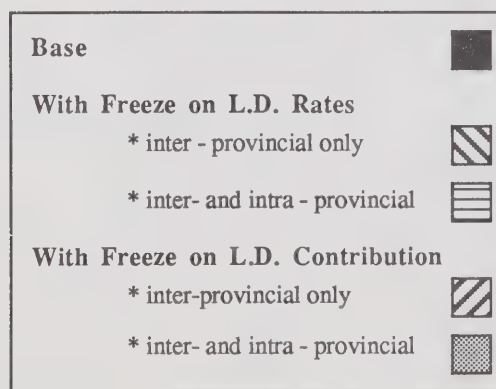 Base
With Freeze on L.D. Rates
* inter - provincial only
* inter- and intra - provincial
With Freeze on L.D. Contribution
* inter-provincial only
* inter- and intra - provincial